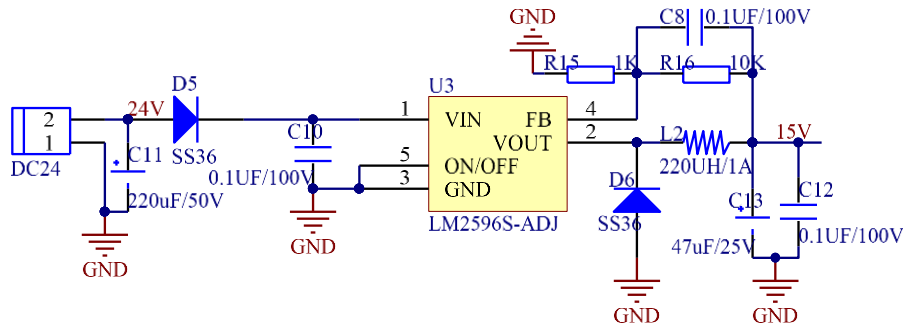 GND
C8
0.1UF/100V
R15
1K
R16
10K
D5
U3
24V
2
1
DC24
C11
220uF/50V
SS36
C10
0.1UF/100V
1
VIN
FB
4
VOUT
2
5
ON/OFF
3
GND
LM2596S-ADJ
L2
220UH/1A
15V
D6
SS36
C13
47uF/25V
C12
0.1UF/100V
GND
GND
GND
GND